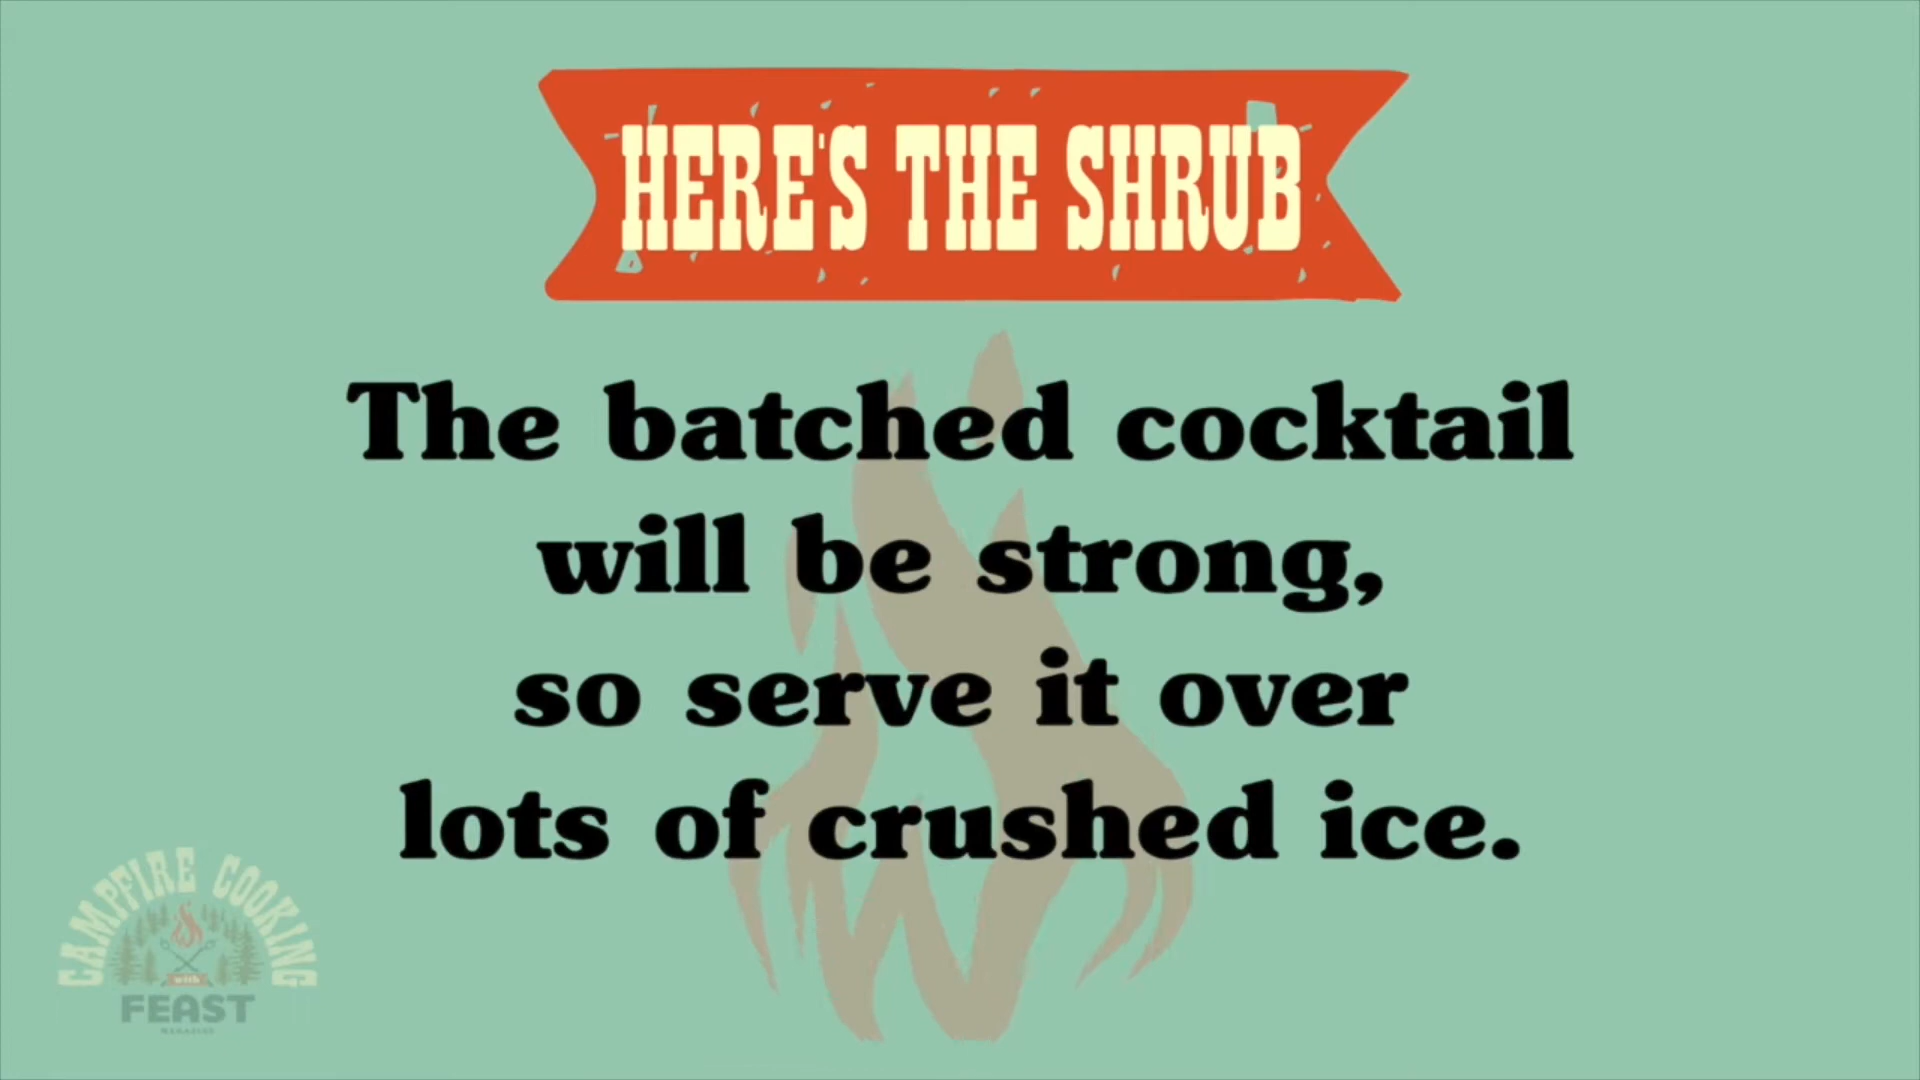 HERE'S THE SHRUB
The batched cocktail
will be strong,
so serve it over
lots of crushed ice.
CAMPFIRE COOKING
with
FEAST
MAGAZINE